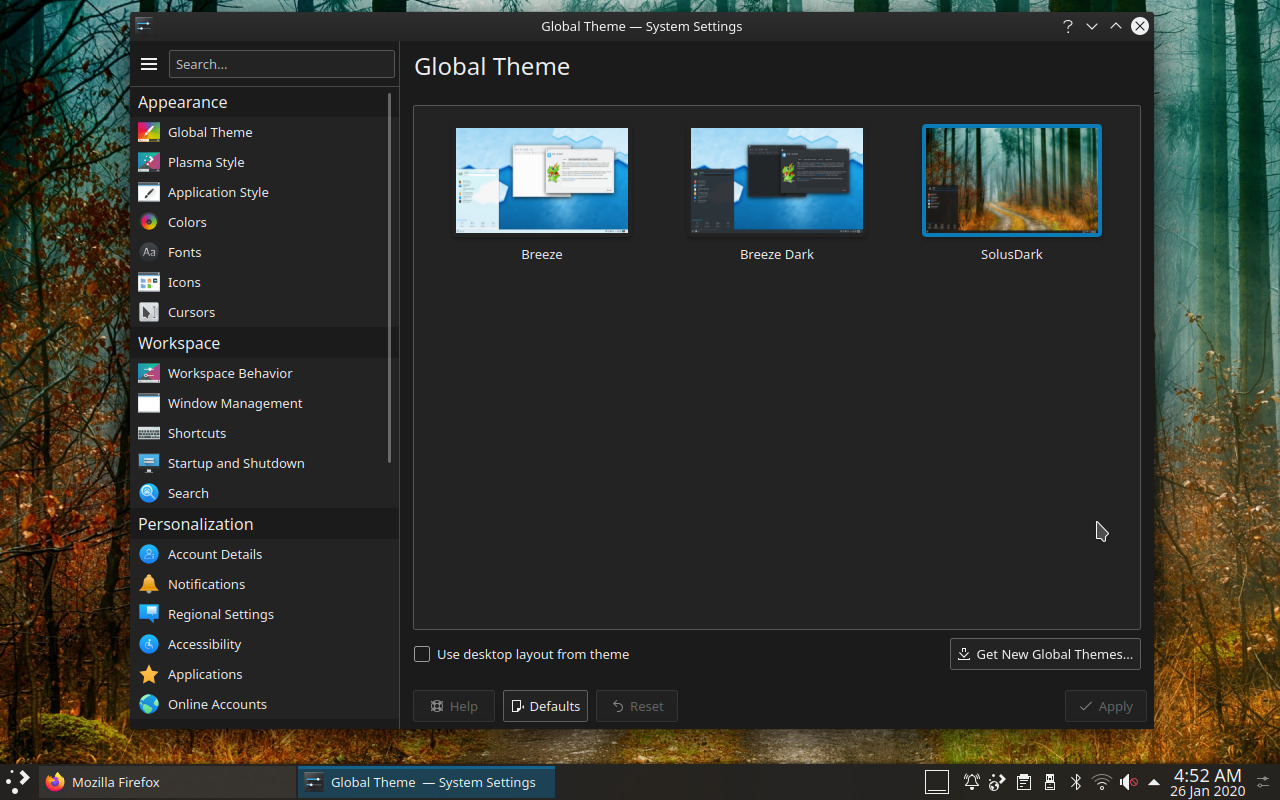 Global Theme — System Settings
Search...
Global Theme
Appearance
Global Theme
Plasma Style
Application Style
Colors
Aa Fonts
Icons
Cursors
Workspace
Workspace Behavior
Window Management
Shortcuts
Startup and Shutdown
Search
Personalization
Account Details
Notifications
Regional Settings
Accessibility
Applications
Online Accounts
Breeze
Breeze Dark
SolusDark
Use desktop layout from theme
Get New Global Themes...
Help
Defaults
Reset
Apply
Mozilla Firefox
Global Theme — System Settings
4:52 AM
26 Jan 2020